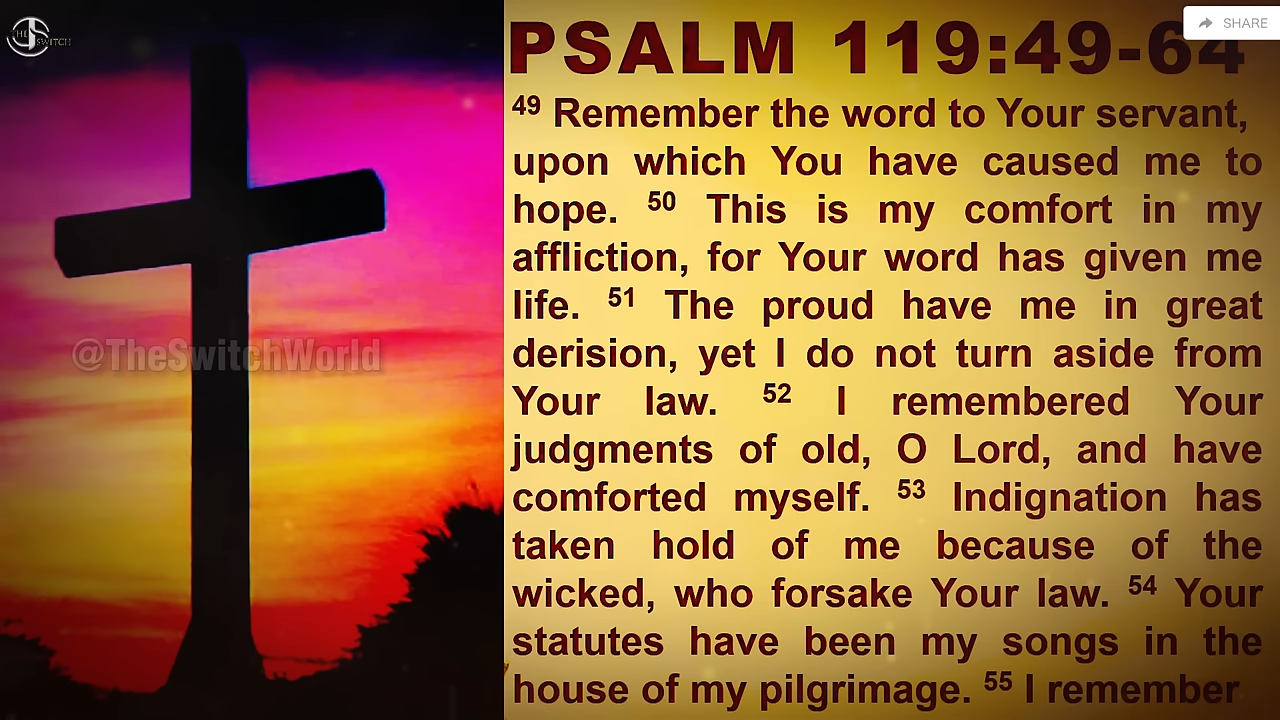 THE
SWITCH
SHARE
PSALM 119:49-64
49 Remember the word to Your servant,
upon which You have caused me to
hope. 50 This is my comfort in my
affliction, for Your word has given me
life. 51 The proud have me in great
derision, yet I do not turn aside from
Your law. 52 I remembered Your
judgments of old, O Lord, and have
comforted myself. 53 Indignation has
taken hold of me because of the
wicked, who forsake Your law. 54 Your
statutes have been my songs in the
house of my pilgrimage. 55 I remember
@TheSwitchWorld